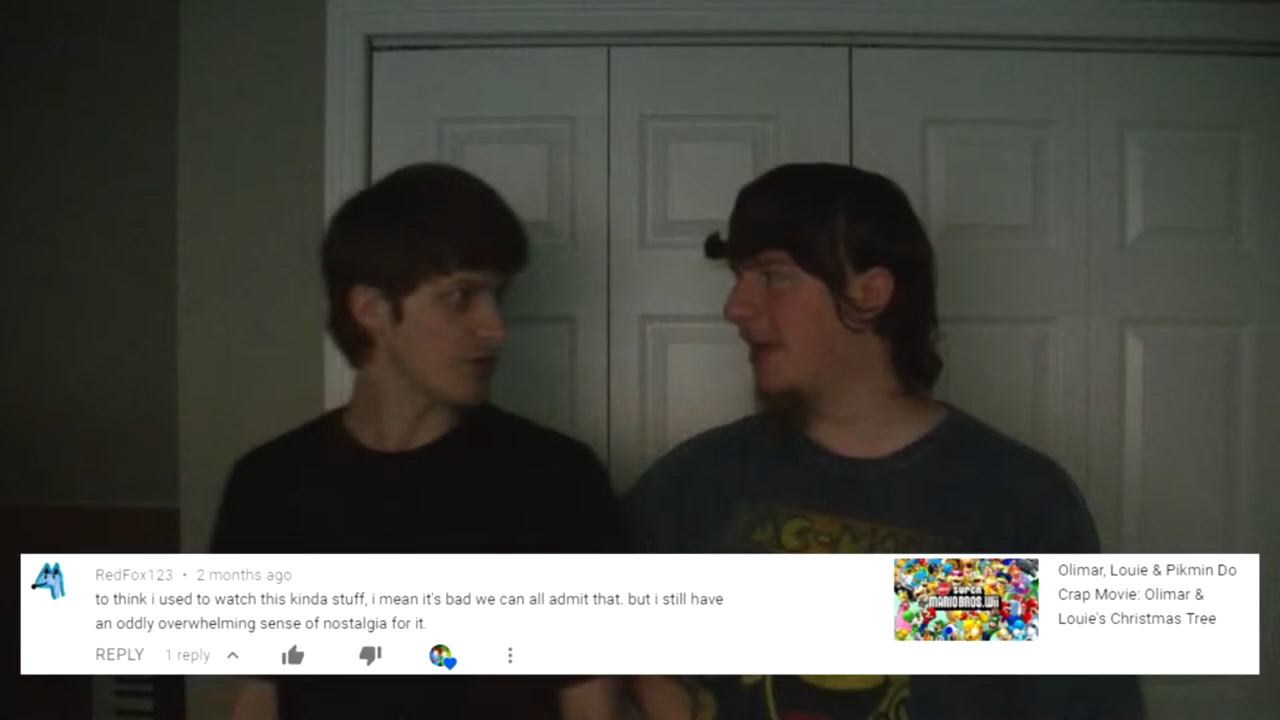 AC-MA
RedFox123 • 2 months ago
to think i used to watch this kinda stuff, i mean it's bad we can all admit that. but i still have
an oddly overwhelming sense of nostalgia for it.
REPLY 1 reply
SUPER
MARIO BROS. Wii
Olimar, Louie & Pikmin Do
Crap Movie: Olimar &
Louie's Christmas Tree